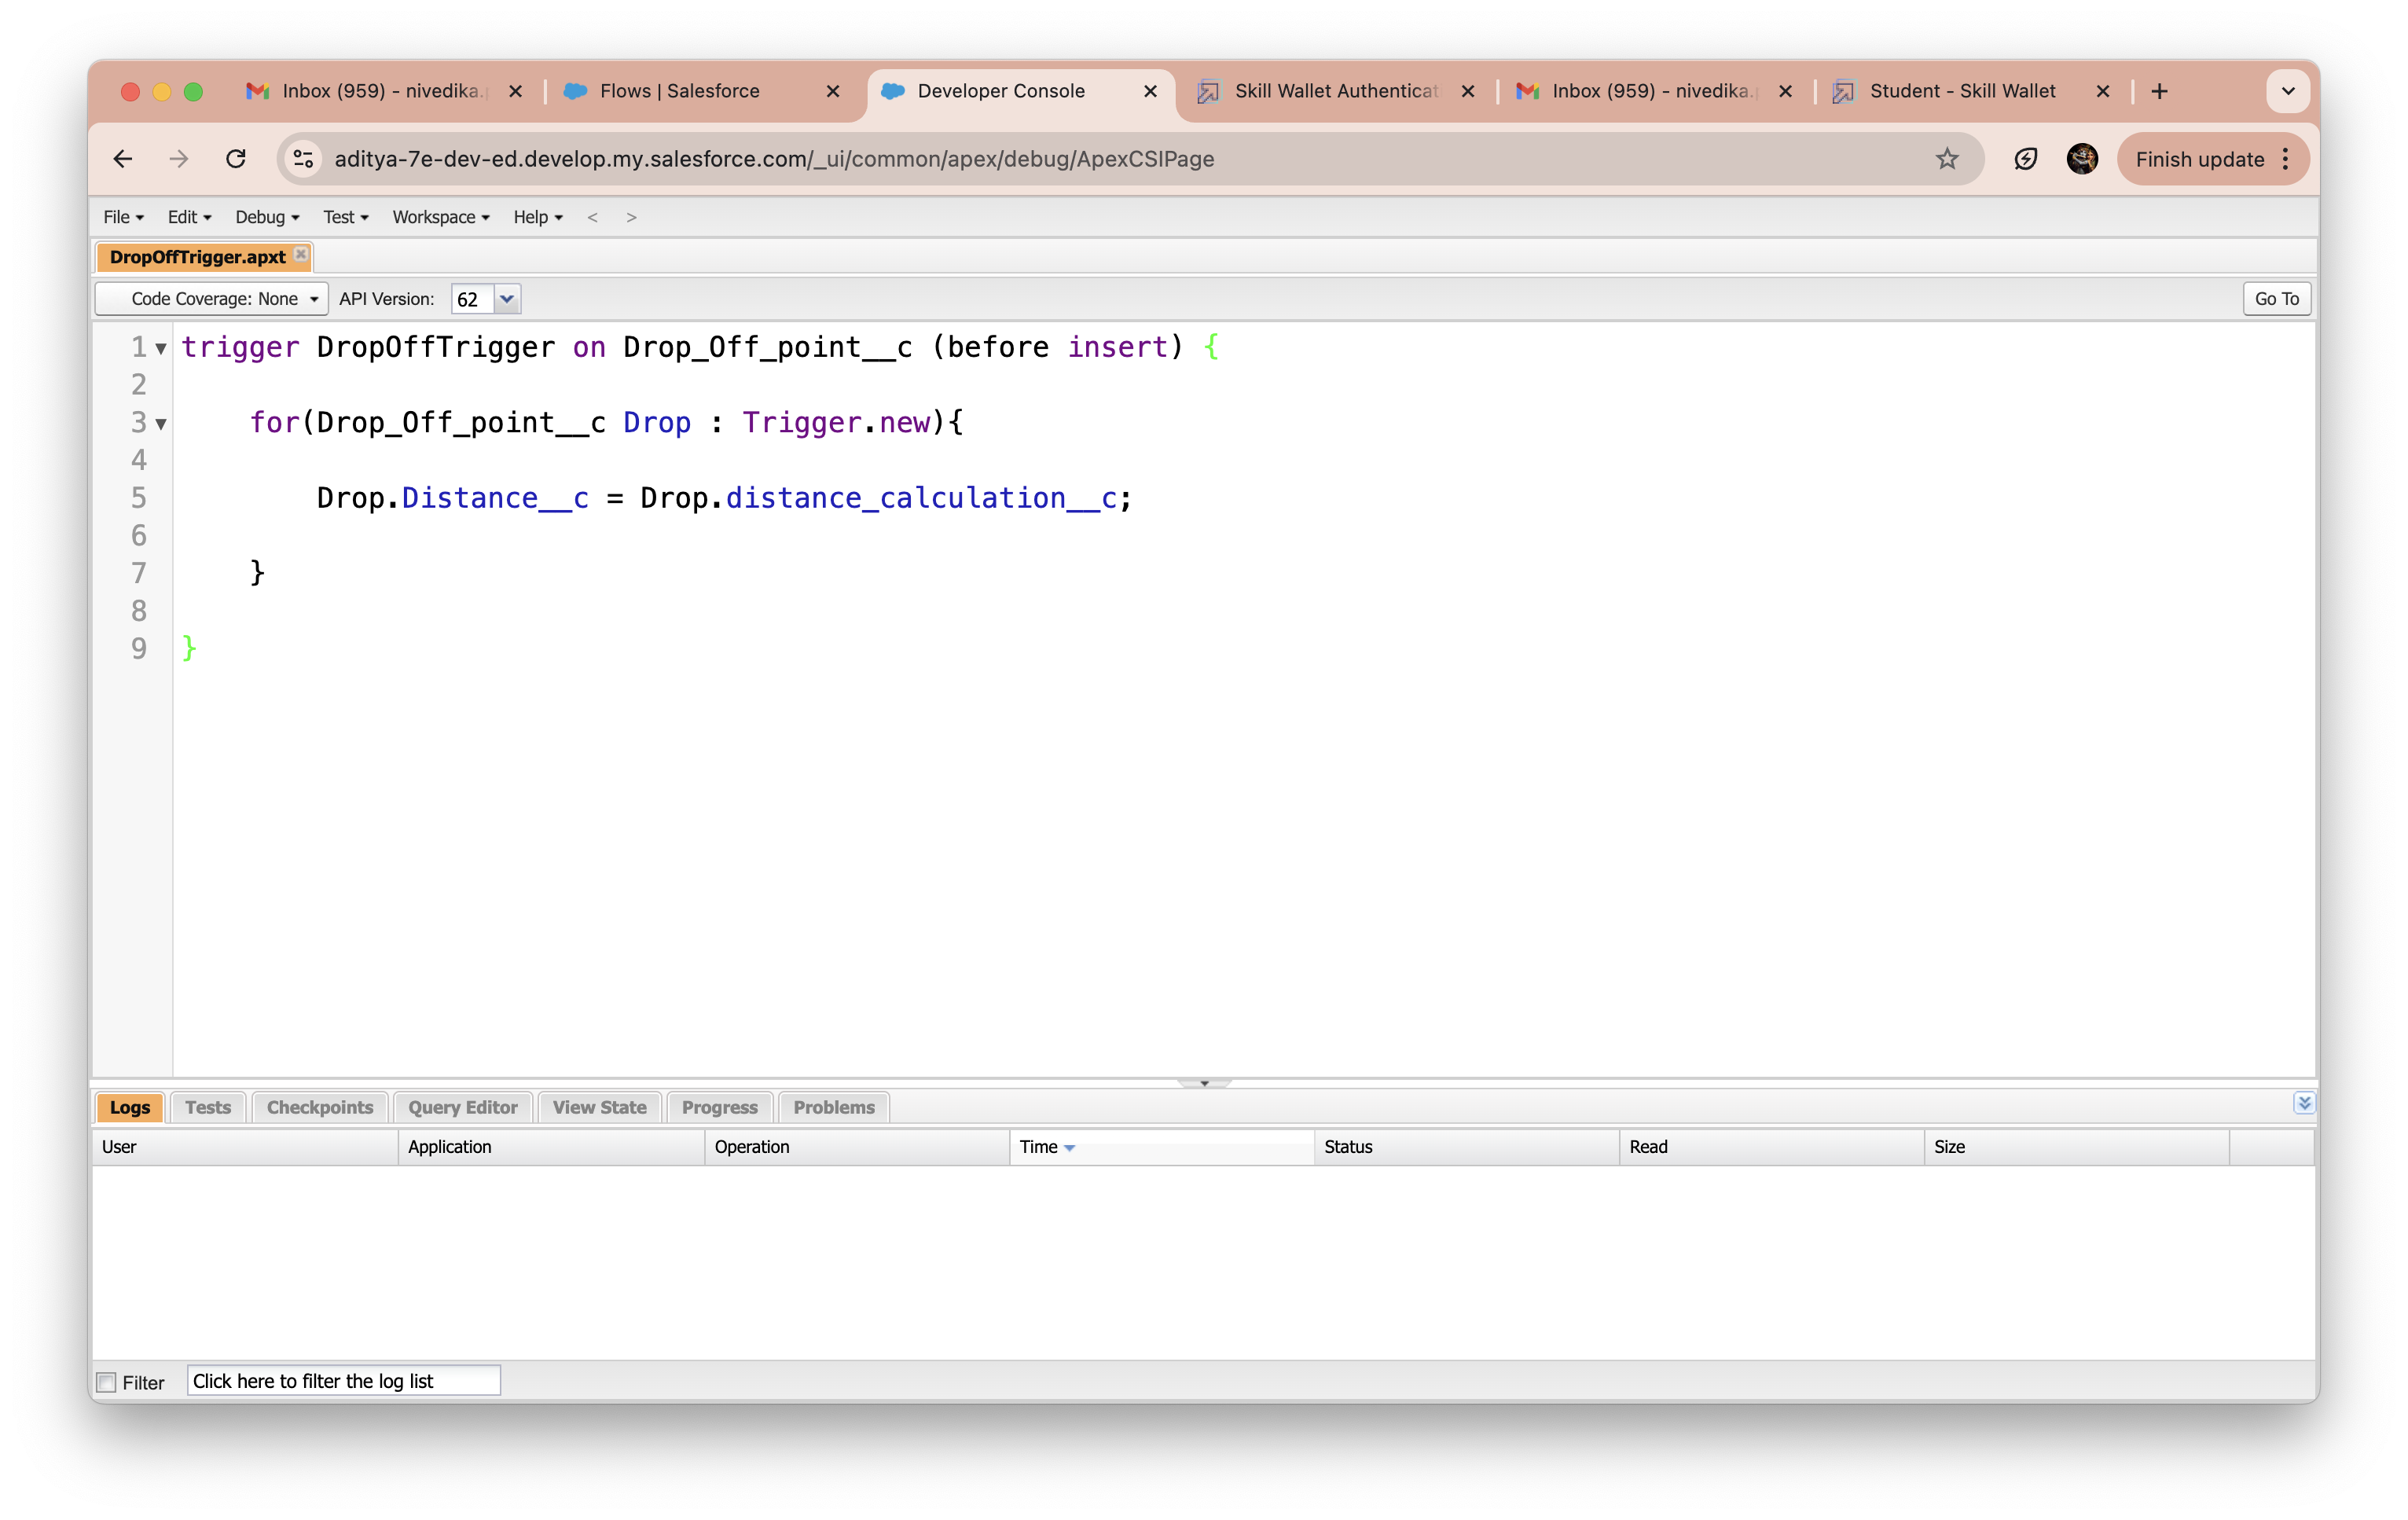 Inbox (959) - nivedika.
Flows | Salesforce
Developer Console
Skill Wallet Authenticat
Inbox (959) - nivedika.
Student - Skill Wallet
aditya-7e-dev-ed.develop.my.salesforce.com/_ui/common/apex/debug/ApexCSIPage
Finish update
File Edit Debug Test Workspace Help < >
DropOffTrigger.apxt
Code Coverage: None API Version: 62 Go To
1 trigger DropOffTrigger on Drop_Off_point__c (before insert) {
2
3 for(Drop_Off_point__c Drop : Trigger.new){
4
5 Drop.Distance__c = Drop.distance_calculation__c;
6
7 }
8
9 }
Logs Tests Checkpoints Query Editor View State Progress Problems
User Application Operation Time Status Read Size
Filter Click here to filter the log list